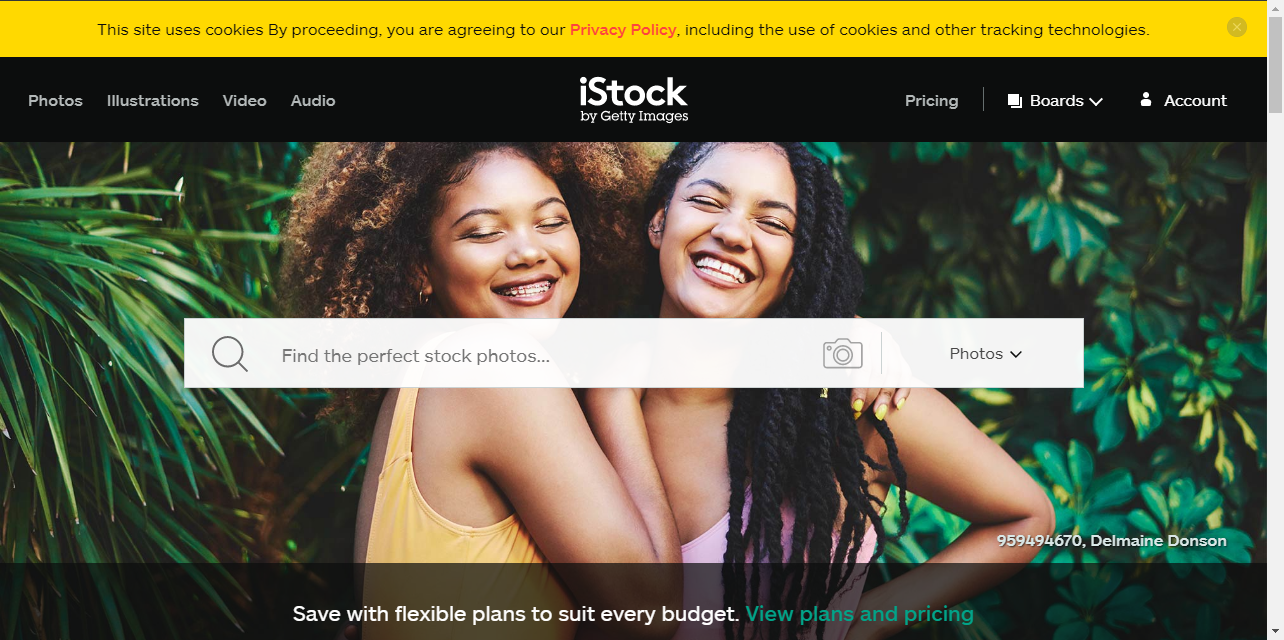 This site uses cookies By proceeding, you are agreeing to our Privacy Policy, including the use of cookies and other tracking technologies.
Photos Illustrations Video Audio
iStock
by Getty Images
Pricing Boards Account
Find the perfect stock photos...
Photos
959494670, Delmaine Donson
Save with flexible plans to suit every budget. View plans and pricing